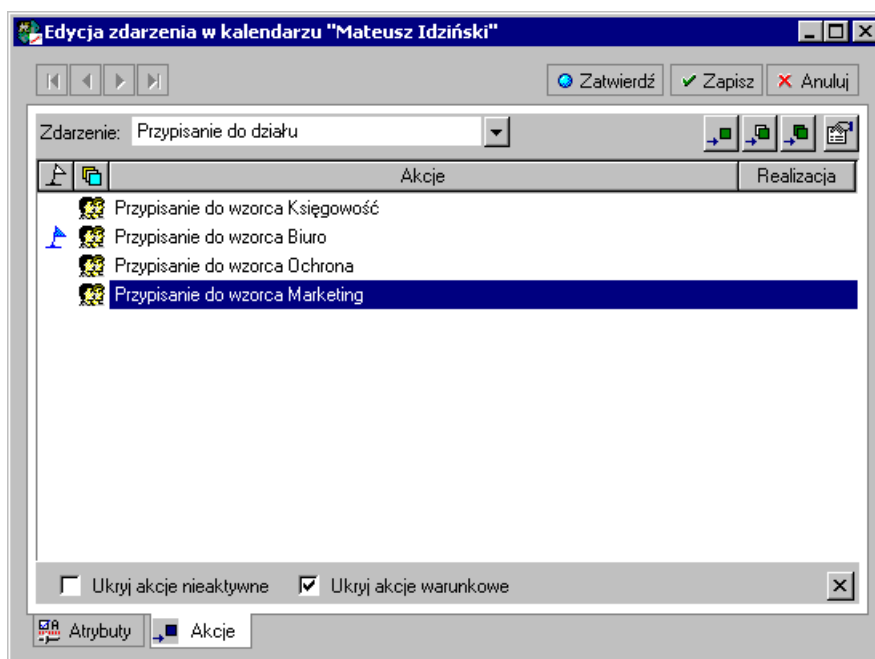 Edycja zdarzenia w kalendarzu "Mateusz Idziński"
Zatwierdź Zapisz Anuluj
Zdarzenie: Przypisanie do działu
Akcje Realizacja
Przypisanie do wzorca Księgowość
Przypisanie do wzorca Biuro
Przypisanie do wzorca Ochrona
Przypisanie do wzorca Marketing
Ukryj akcje nieaktywne Ukryj akcje warunkowe
Atrybuty Akcje